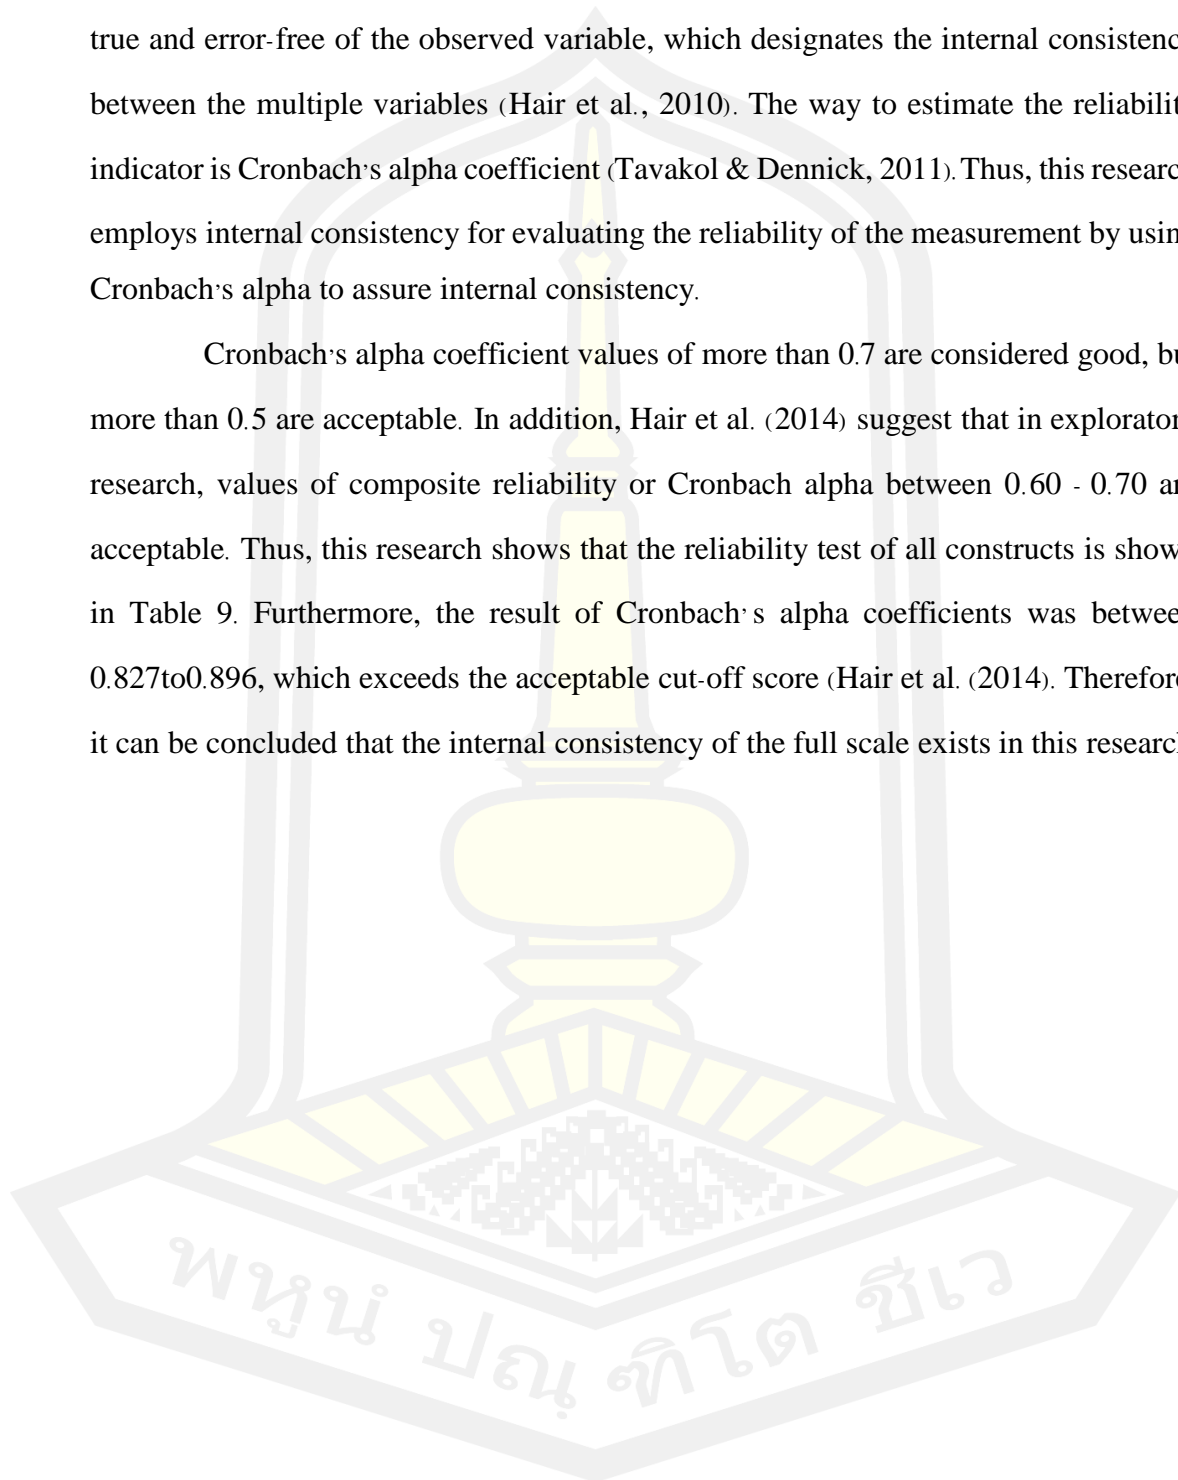 true and error-free of the observed variable, which designates the internal consistenc
between the multiple variables (Hair et al., 2010). The way to estimate the reliabilit
indicator is Cronbach's alpha coefficient (Tavakol & Dennick, 2011). Thus, this researc
employs internal consistency for evaluating the reliability of the measurement by usin
Cronbach's alpha to assure internal consistency.
Cronbach's alpha coefficient values of more than 0.7 are considered good, bu
more than 0.5 are acceptable. In addition, Hair et al. (2014) suggest that in explorator
research, values of composite reliability or Cronbach alpha between 0.60 - 0.70 ar
acceptable. Thus, this research shows that the reliability test of all constructs is show
in Table 9. Furthermore, the result of Cronbach's alpha coefficients was betwee
0.827to0.896, which exceeds the acceptable cut-off score (Hair et al. (2014). Therefore
it can be concluded that the internal consistency of the full scale exists in this researc
พหูนํ ปณฺ ฑิโต ชีเว